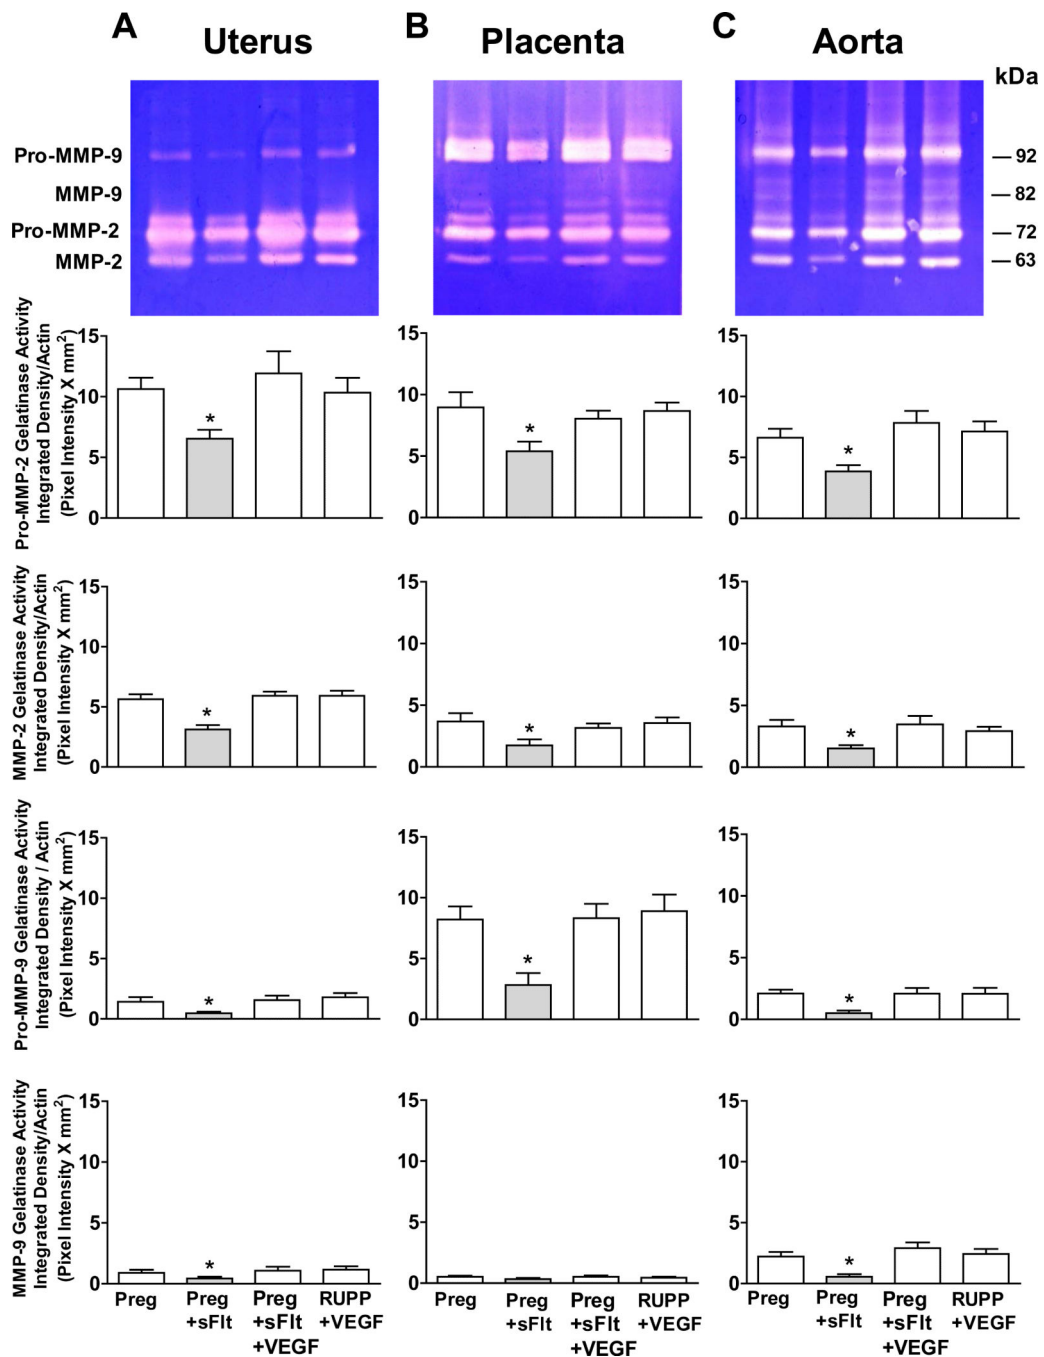 A Uterus
B Placenta
C Aorta
kDa
Pro-MMP-9
MMP-9
Pro-MMP-2
MMP-2
92
82
72
63
Pro-MMP-2 Gelatinase Activity
Integrated Density/Actin
(Pixel Intensity X mm²)
15
10
5
0
*
10
5
0
*
15
10
5
0
*
MMP-2 Gelatinase Activity
Integrated Density/Actin
(Pixel Intensity X mm²)
15
10
5
0
*
15
10
5
0
*
15
10
5
0
*
Pro-MMP-9 Gelatinase Activity
Integrated Density / Actin
(Pixel Intensity X mm²)
15
10
5
0
*
15
10
5
0
*
15
10
5
0
*
MMP-9 Gelatinase Activity
Integrated Density/Actin
(Pixel Intensity X mm²)
15
10
5
0
*
15
10
5
0
15
10
5
0
*
Preg
Preg
+sFlt
Preg
+sFlt
+VEGF
RUPP
+VEGF
Preg
Preg
+sFlt
Preg
+sFlt
+VEGF
RUPP
+VEGF
Preg
Preg
+sFlt
Preg
+sFlt
+VEGF
RUPP
+VEGF